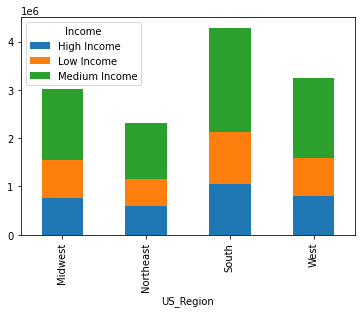 1e6
Income
High Income
Low Income
Medium Income
4
3
2
1
0
Midwest
Northeast
South
West
US_Region